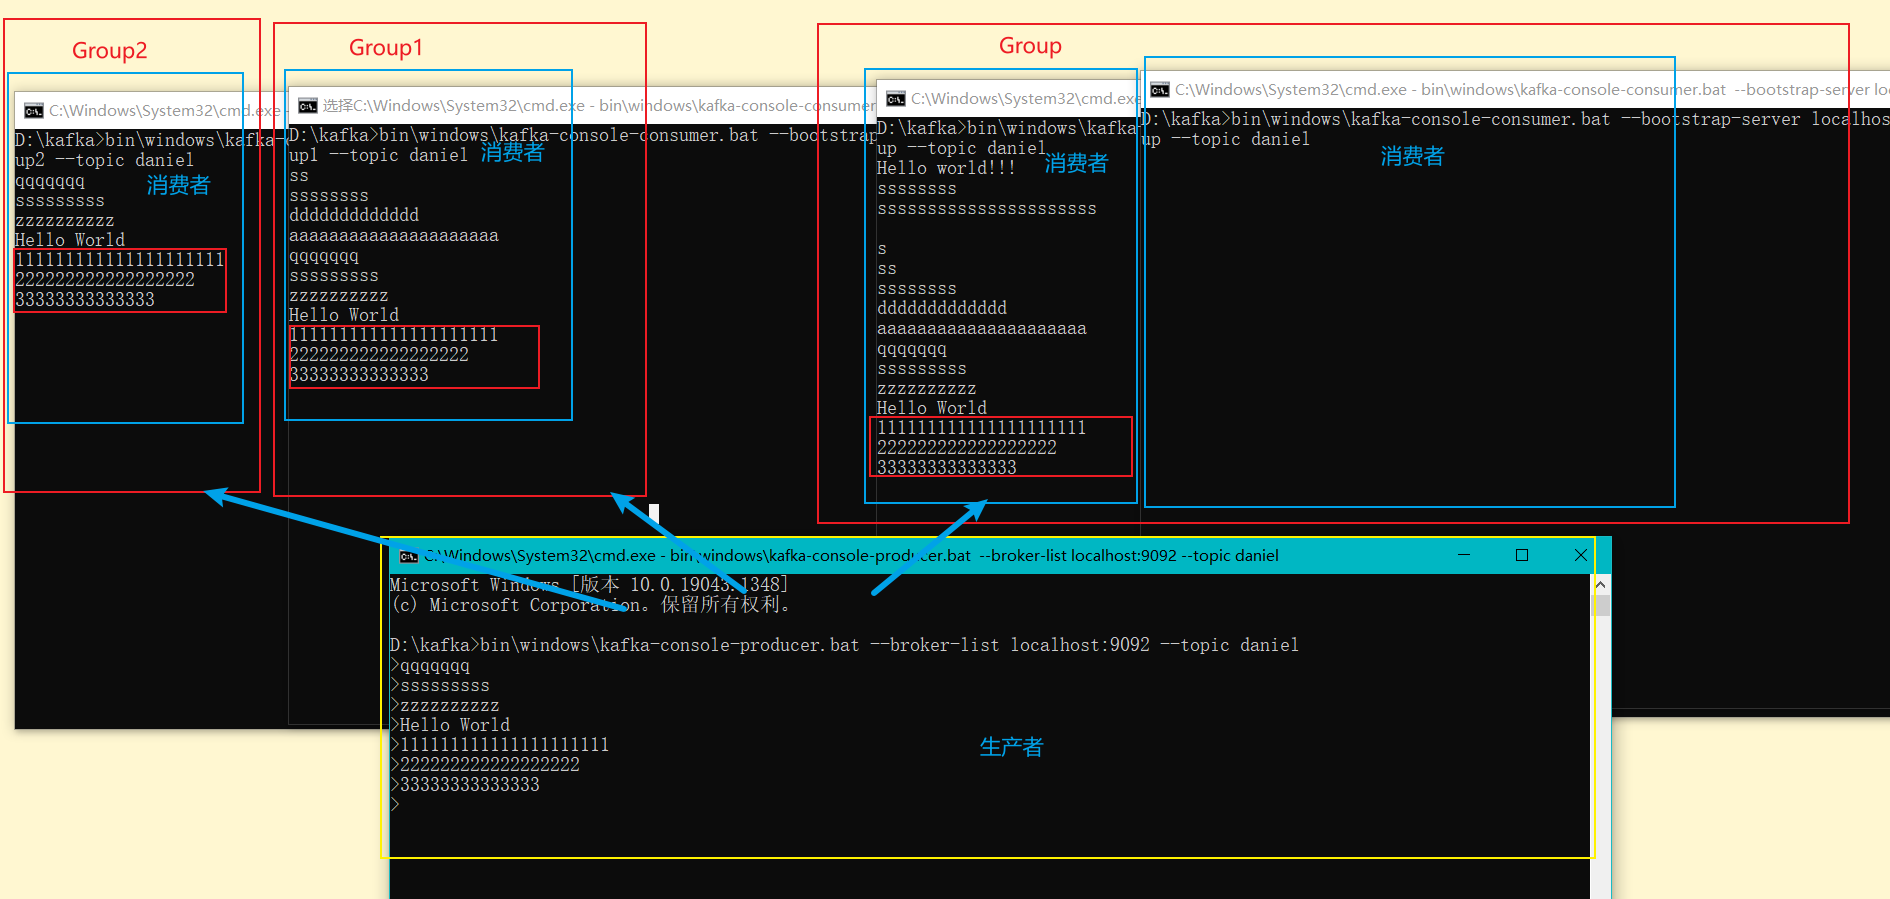 Group2
C:\Windows\System32\cmd.exe -
D:\kafka>bin\windows\kafka-
up2 --topic daniel
消费者
qqqqqqq
sssssssss
zzzzzzzzzz
Hello World
111111111111111111111
222222222222222222
33333333333333
Group1
选择C:\Windows\System32\cmd.exe - bin\windows\kafka-console-consumer
D:\kafka>bin\windows\kafka-console-consumer.bat --bootstrap
up1 --topic daniel
消费者
ss
ssssssss
ddddddddddddd
aaaaaaaaaaaaaaaaaaaaa
qqqqqqq
sssssssss
zzzzzzzzzz
Hello World
111111111111111111111
222222222222222222
33333333333333
Group
C:\Windows\System32\cmd.exe
D:\kafka>bin\windows\kafka
up --topic daniel
消费者
Hello world!!!
ssssssss
ssssssssssssssssssssss
s
ss
ssssssss
ddddddddddddd
aaaaaaaaaaaaaaaaaaaaa
qqqqqqq
sssssssss
zzzzzzzzzz
Hello World
111111111111111111111
222222222222222222
33333333333333
C:\Windows\System32\cmd.exe - bin\windows\kafka-console-consumer.bat --bootstrap-server lo
D:\kafka>bin\windows\kafka-console-consumer.bat --bootstrap-server localhos
up --topic daniel
消费者
C:\Windows\System32\cmd.exe - bin\windows\kafka-console-producer.bat --broker-list localhost:9092 --topic daniel
Microsoft Windows [版本 10.0.19043.1348]
(c) Microsoft Corporation。保留所有权利。
D:\kafka>bin\windows\kafka-console-producer.bat --broker-list localhost:9092 --topic daniel
>qqqqqqq
>sssssssss
>zzzzzzzzzz
>Hello World
>111111111111111111111
>222222222222222222
>33333333333333
>
生产者